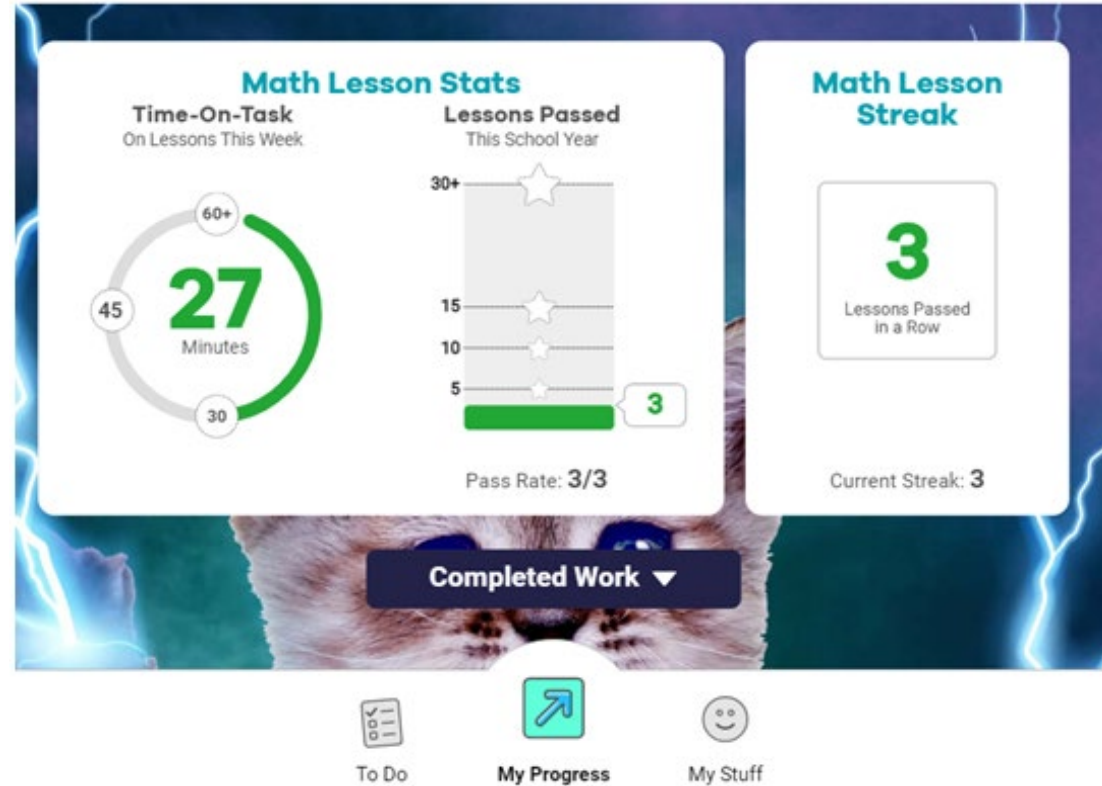 Math Lesson Stats
Time-On-Task
On Lessons This Week
60+
45
27
Minutes
30
Lessons Passed
This School Year
30+
15
10
5
3
Pass Rate: 3/3
Math Lesson
Streak
3
Lessons Passed
in a Row
Current Streak: 3
Completed Work
To Do
My Progress
My Stuff